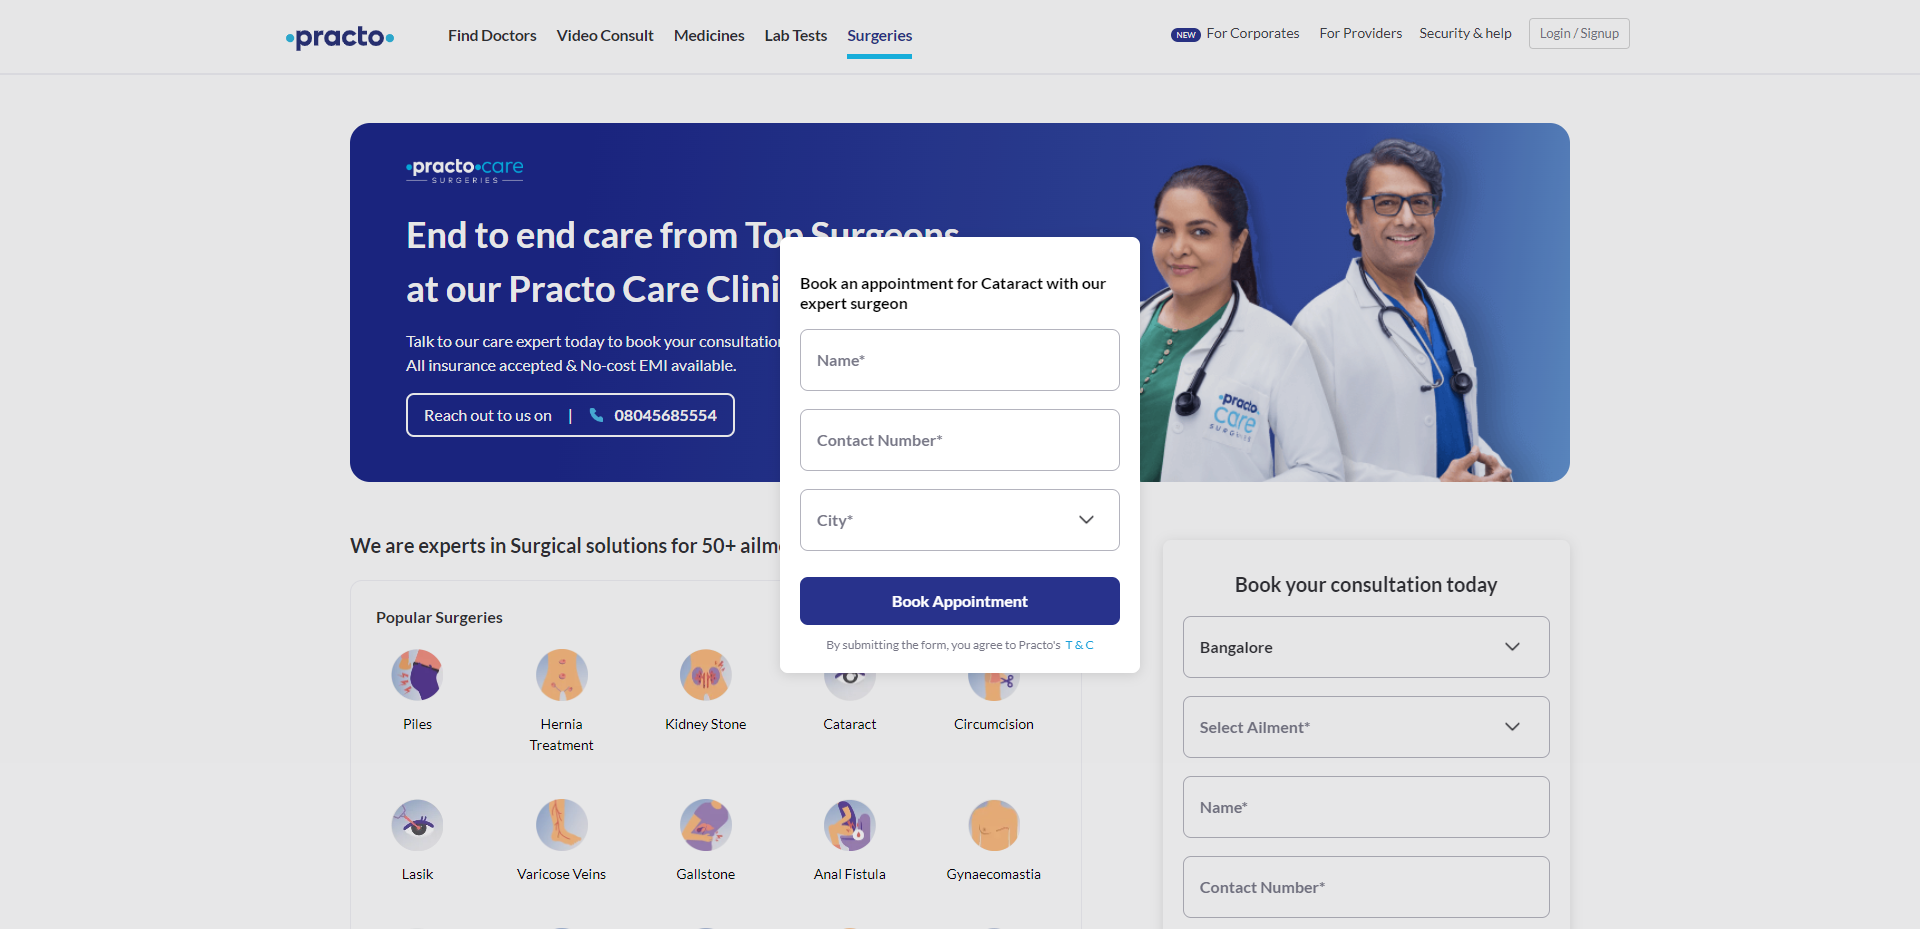 practo
Find Doctors
Video Consult
Medicines
Lab Tests
Surgeries
NEW For Corporates
For Providers
Security & help
Login / Signup
practo care
SURGERIES
End to end care from Top Surgeons
at our Practo Care Clini
Talk to our care expert today to book your consultation
All insurance accepted & No-cost EMI available.
Reach out to us on | 08045685554
practo
care
SURGERIES
Book an appointment for Cataract with our
expert surgeon
Name*
Contact Number*
City*
Book Appointment
By submitting the form, you agree to Practo's T & C
We are experts in Surgical solutions for 50+
Popular Surgeries
Piles
Hernia
Treatment
Kidney Stone
Cataract
Circumcision
Lasik
Varicose Veins
Gallstone
Anal Fistula
Gynaecomastia
Book your consultation today
Bangalore
Select Ailment*
Name*
Contact Number*